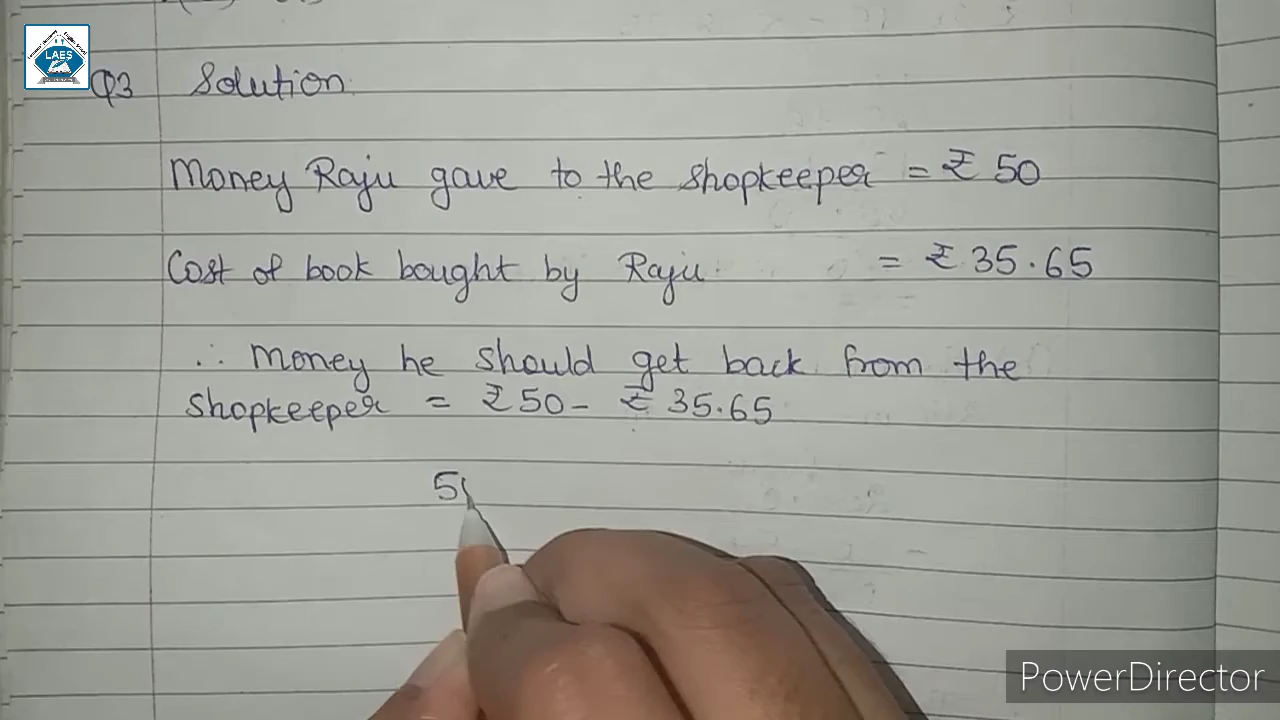 LAES
Q3 Solution
Money Raju gave to the Shopkeeper = ₹ 50
Cost of book bought by Raju. = ₹ 35.65
∴ Money he should get back from the
Shopkeeper = ₹50 - ₹ 35.65
5
PowerDirector